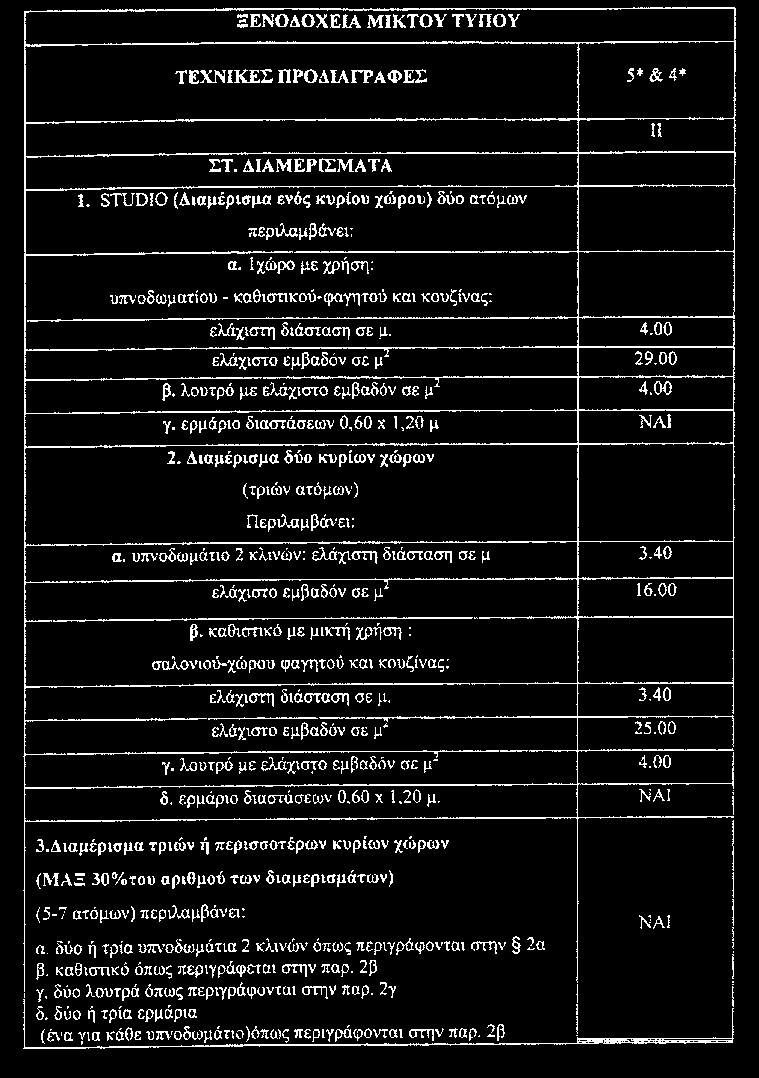 ΞΕΝΟΔΟΧΕΙΑ ΜΙΚΤΟΥ ΤΥΠΟΥ
ΤΕΧΝΙΚΕΣ ΠΡΟΔΙΑΓΡΑΦΕΣ 5* & 4*
Π
ΣΤ. ΔΙΑΜΕΡΙΣΜΑΤΑ
1. STUDIO (Διαμέρισμα ενός κυρίου χώρου) δύο ατόμων
περιλαμβάνει:
α. 1χώρο με χρήση:
υπνοδωματίου - καθιστικού-φαγητού και κουζίνας:
ελάχιστη διάσταση σε μ. 4.00
ελάχιστο εμβαδόν σε μ² 29.00
β. λουτρό με ελάχιστο εμβαδόν σε μ² 4.00
γ. ερμάριο διαστάσεων 0,60 x 1,20 μ ΝΑΙ
2. Διαμέρισμα δύο κυρίων χώρων
(τριών ατόμων)
Περιλαμβάνει:
α. υπνοδωμάτιο 2 κλινών: ελάχιστη διάσταση σε μ 3.40
ελάχιστο εμβαδόν σε μ² 16.00
β. καθιστικό με μικτή χρήση :
σαλονιού-χώρου φαγητού και κουζίνας:
ελάχιστη διάσταση σε μ. 3.40
ελάχιστο εμβαδόν σε μ² 25.00
γ. λουτρό με ελάχιστο εμβαδόν σε μ² 4.00
δ. ερμάριο διαστάσεων 0,60 x 1,20 μ. ΝΑΙ
3.Διαμέρισμα τριών ή περισσοτέρων κυρίων χώρων
(ΜΑΞ 30%του αριθμού των διαμερισμάτων)
(5-7 ατόμων) περιλαμβάνει:
ΝΑΙ
α. δύο ή τρία υπνοδωμάτια 2 κλινών όπως περιγράφονται στην § 2α
β. καθιστικό όπως περιγράφεται στην παρ. 2β
γ. δύο λουτρά όπως περιγράφονται στην παρ. 2γ
δ. δύο ή τρία ερμάρια
(ένα για κάθε υπνοδωμάτιο)όπως περιγράφονται στην παρ. 2β